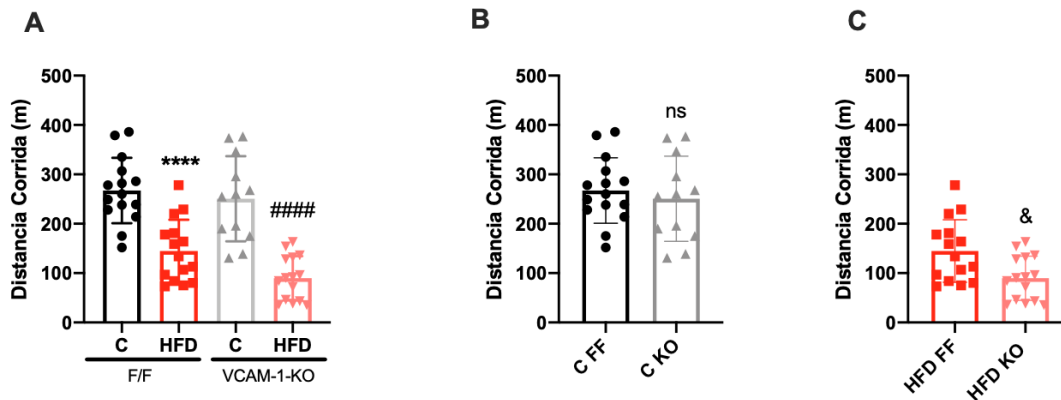 A
Distancia Corrida (m)
500
400
300
200
100
0
****
####
C
HFD
C
HFD
F/F
VCAM-1-KO
B
Distancia Corrida (m)
500
400
300
200
100
0
ns
C FF
C KO
C
Distancia Corrida (m)
500
400
300
200
100
0
&
HFD FF
HFD KO